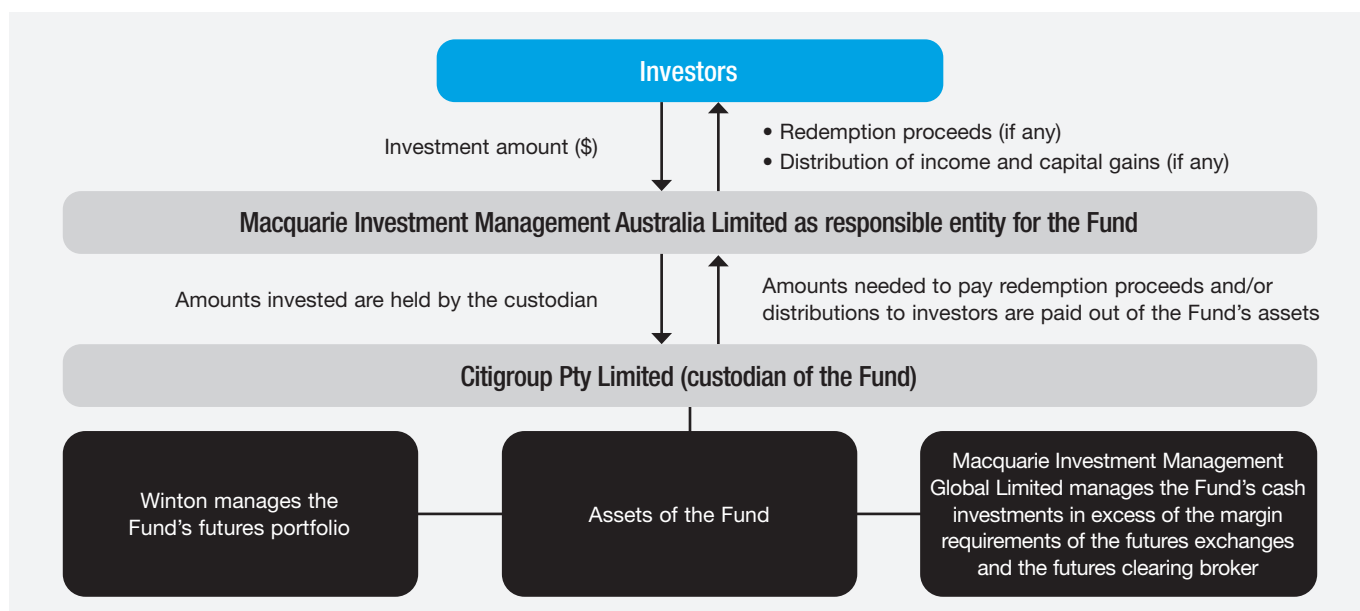 Investors
Investment amount ($)
• Redemption proceeds (if any)
• Distribution of income and capital gains (if any)
Macquarie Investment Management Australia Limited as responsible entity for the Fund
Amounts invested are held by the custodian
Amounts needed to pay redemption proceeds and/or
distributions to investors are paid out of the Fund's assets
Citigroup Pty Limited (custodian of the Fund)
Winton manages the
Fund's futures portfolio
Assets of the Fund
Macquarie Investment Management
Global Limited manages the Fund's cash
investments in excess of the margin
requirements of the futures exchanges
and the futures clearing broker